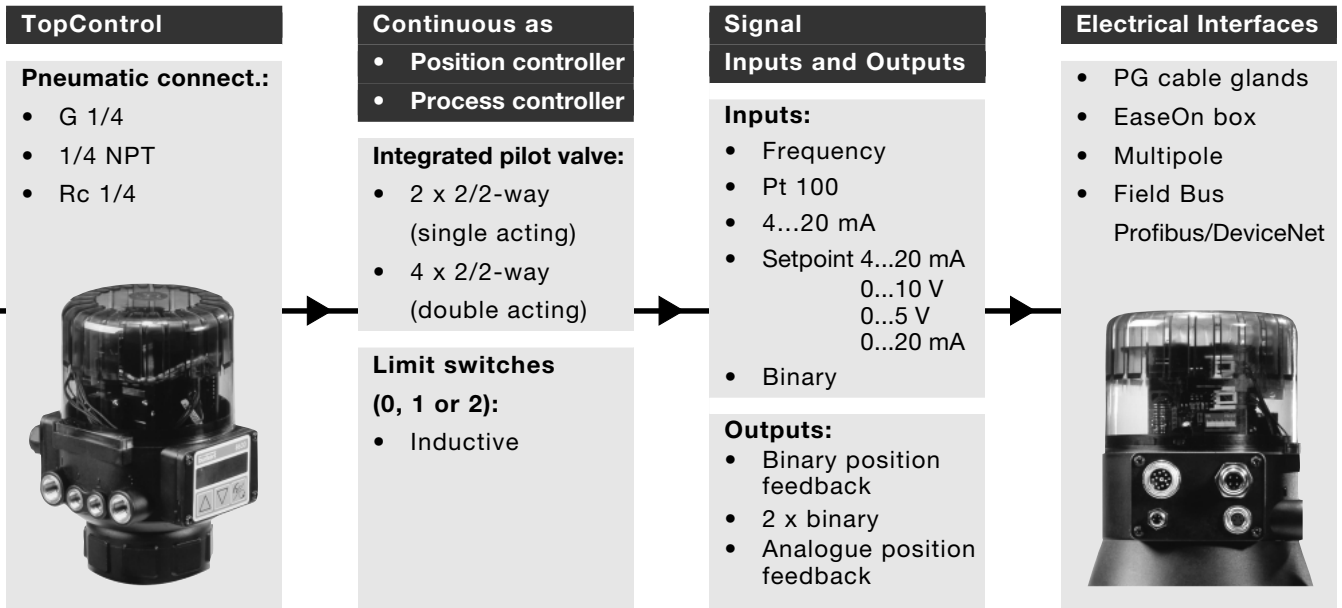 TopControl
Pneumatic connect.:
• G 1/4
• 1/4 NPT
• Rc 1/4
Continuous as
• Position controller
• Process controller
Integrated pilot valve:
• 2 x 2/2-way
(single acting)
• 4 x 2/2-way
(double acting)
Limit switches
(0, 1 or 2):
• Inductive
Signal
Inputs and Outputs
Inputs:
• Frequency
• Pt 100
• 4...20 mA
• Setpoint 4...20 mA
0...10 V
0...5 V
0...20 mA
• Binary
Outputs:
• Binary position
feedback
• 2 x binary
• Analogue position
feedback
Electrical Interfaces
• PG cable glands
• EaseOn box
• Multipole
• Field Bus
Profibus/DeviceNet